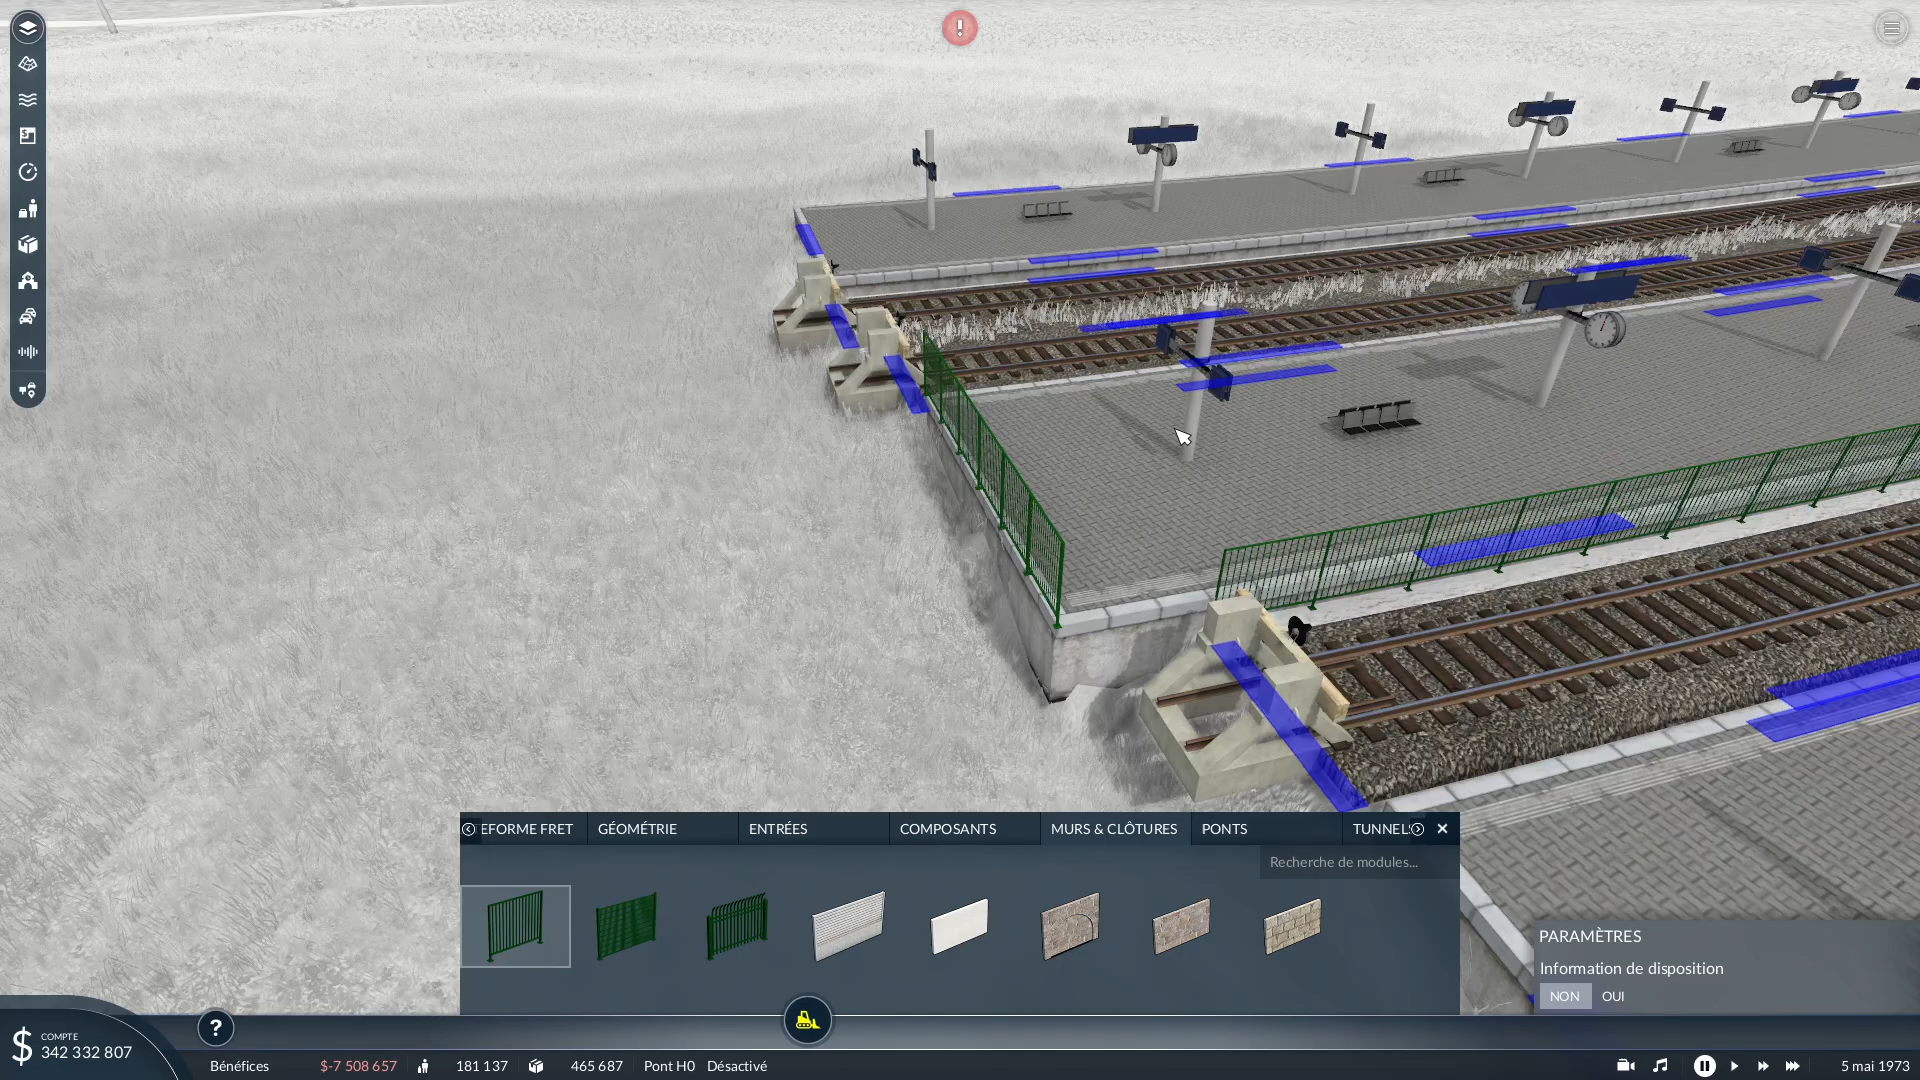 EFORME FRET
GÉOMÉTRIE
ENTRÉES
COMPOSANTS
MURS & CLÔTURES
PONTS
TUNNELS
Recherche de modules...
PARAMÈTRES
Information de disposition
NON OUI
?
$ COMPTE
342 332 807
Bénéfices $-7 508 657 181 137 465 687 Pont H0 Désactivé 5 mai 1973